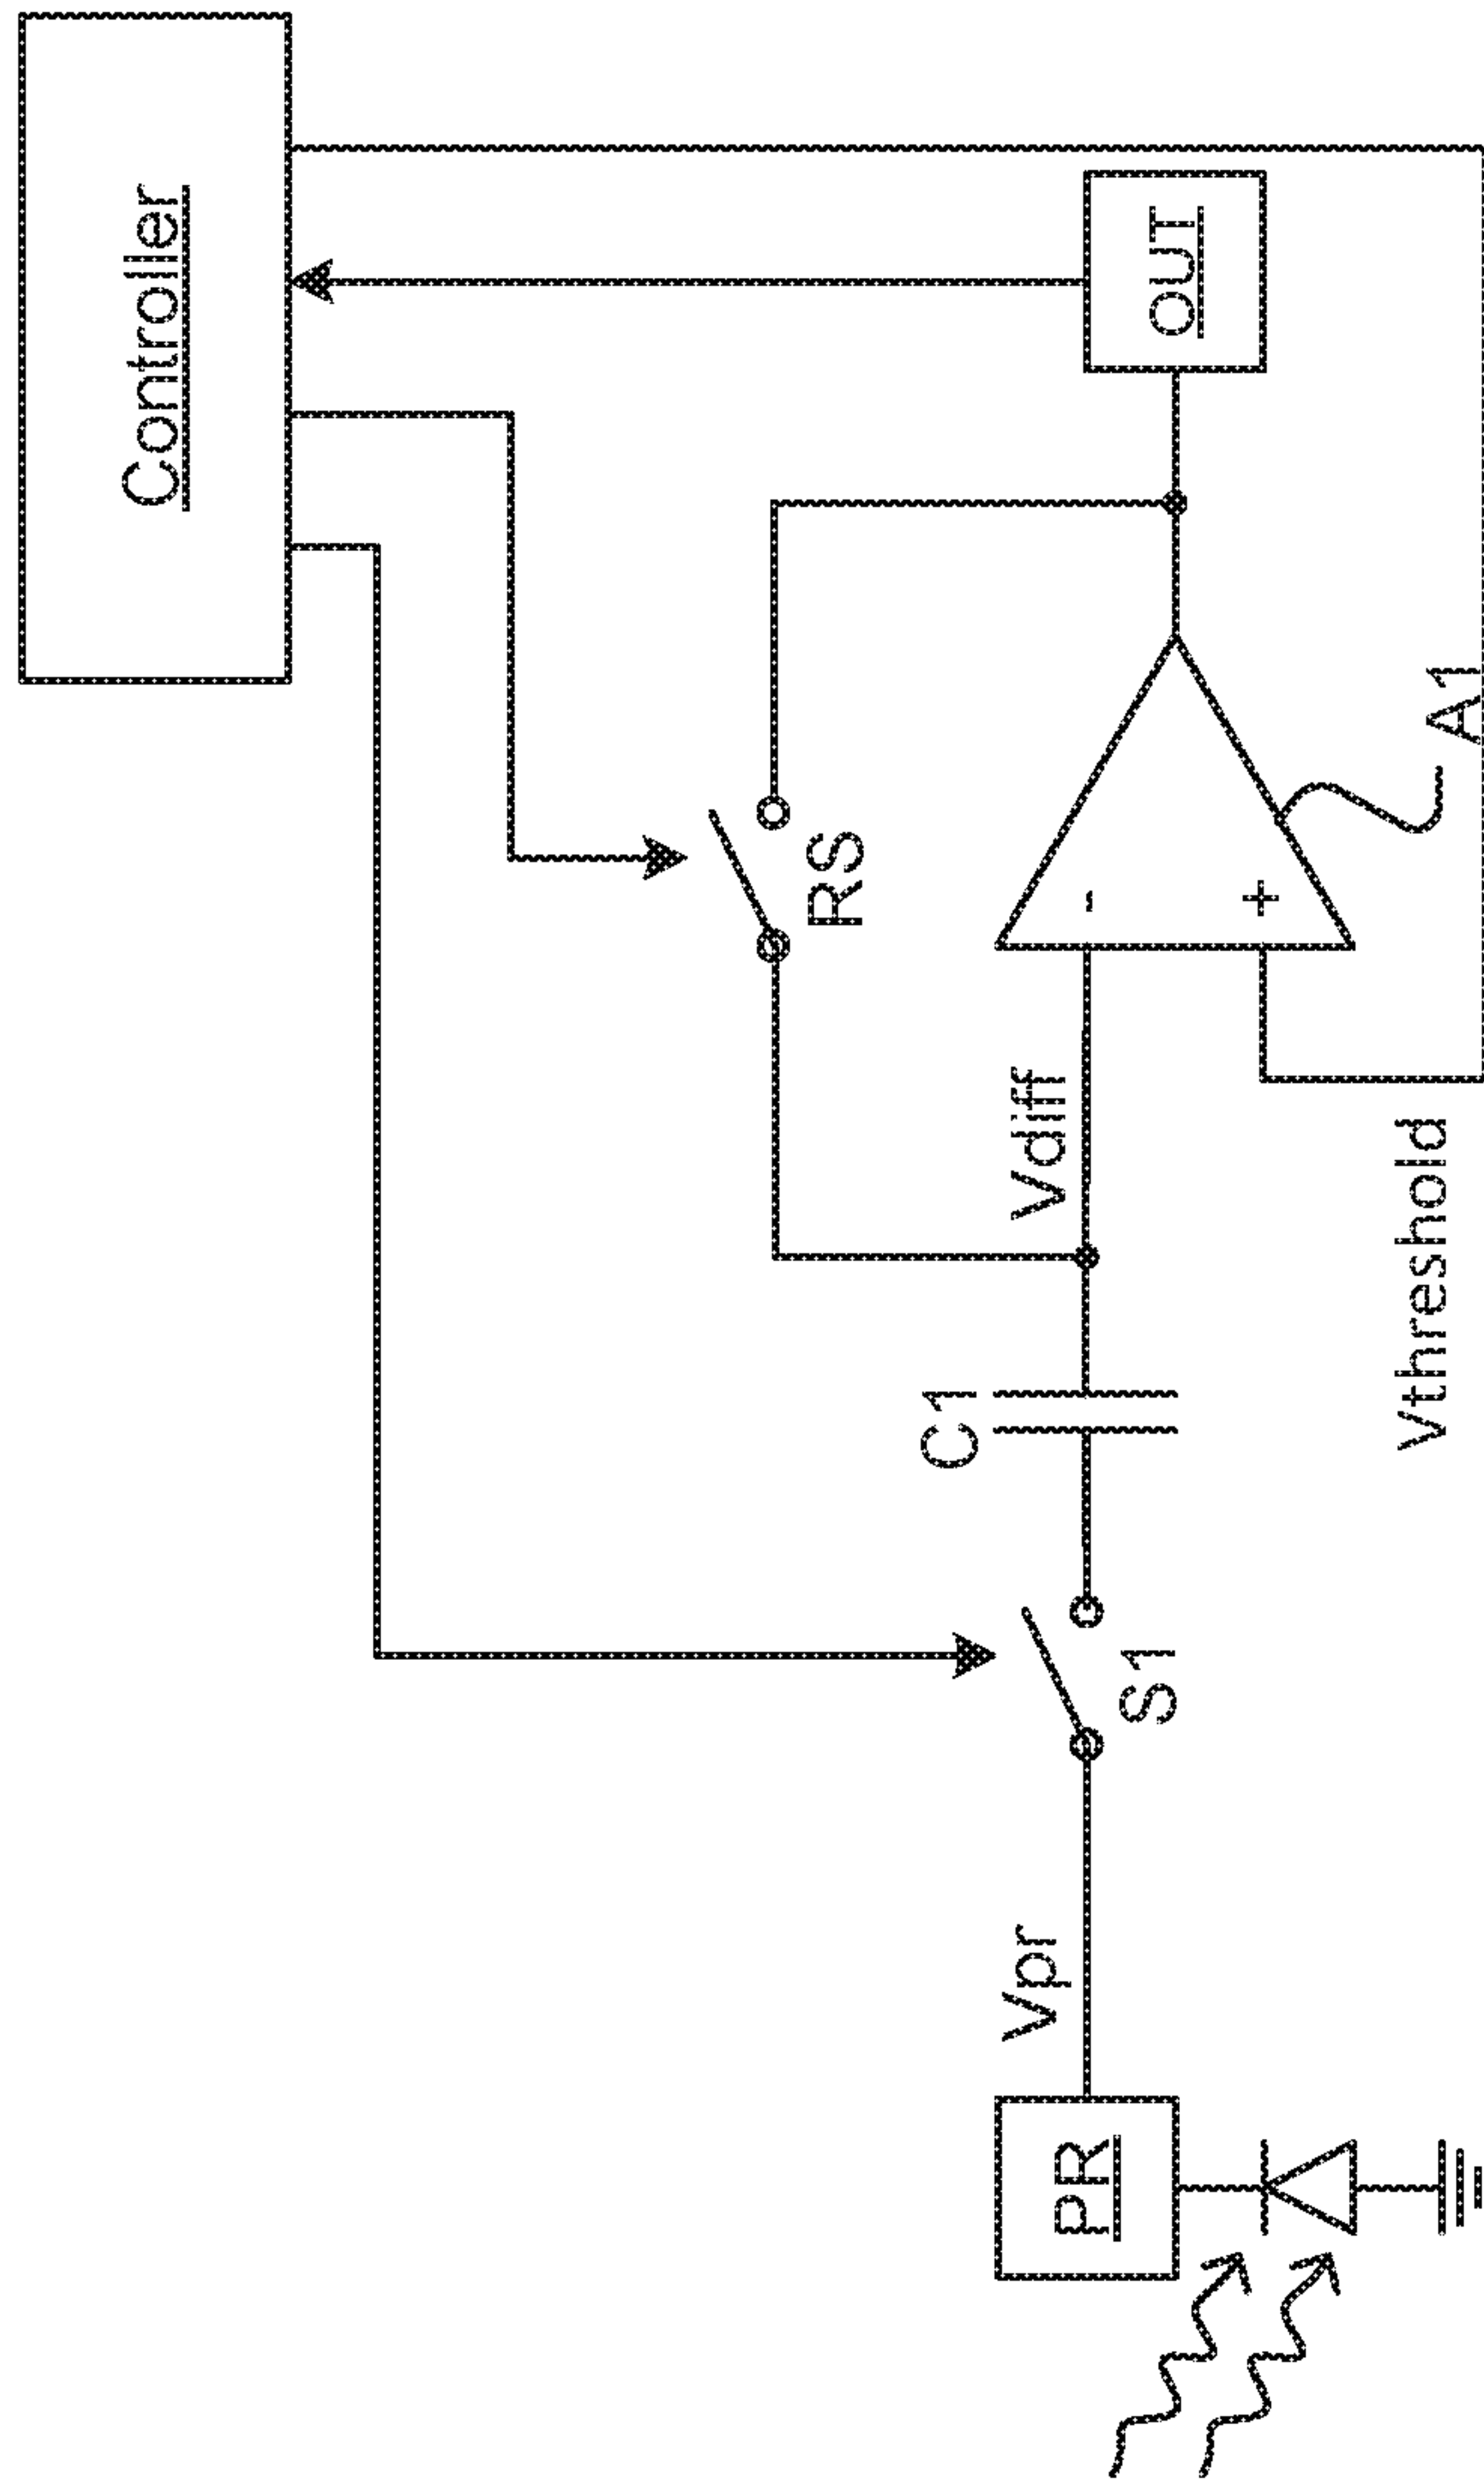 Controller
RS
OUT
C1
Vdiff
-
+
A1
Vpr
S1
Vthreshold
PR